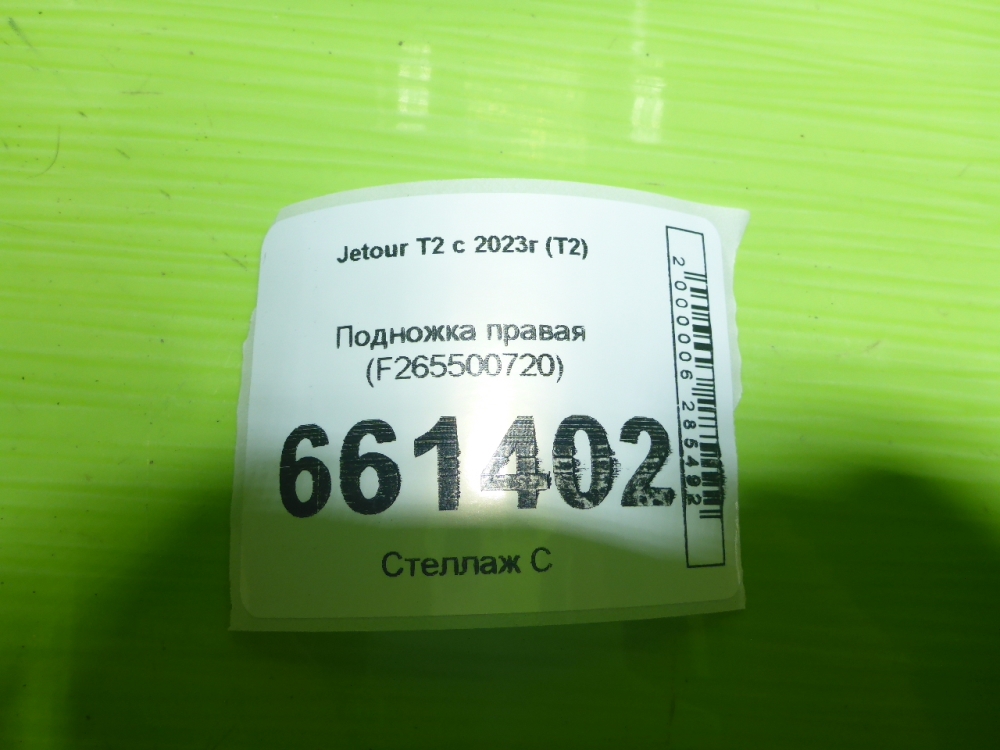 Jetour T2 с 2023г (T2)
Подножка правая
(F265500720)
661402
Стеллаж С
2000006285492